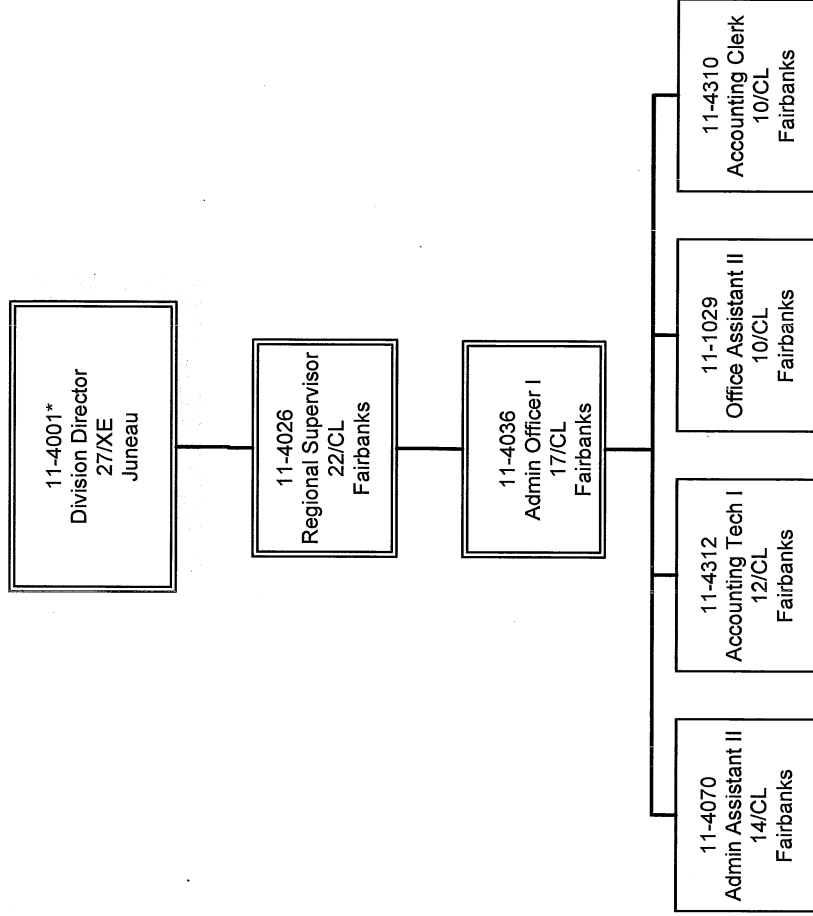 11-4001*
Division Director
27/XE
Juneau
11-4026
Regional Supervisor
22/CL
Fairbanks
11-4036
Admin Officer I
17/CL
Fairbanks
11-4070
Admin Assistant II
14/CL
Fairbanks
11-4312
Accounting Tech I
12/CL
Fairbanks
11-1029
Office Assistant II
10/CL
Fairbanks
11-4310
Accounting Clerk
10/CL
Fairbanks